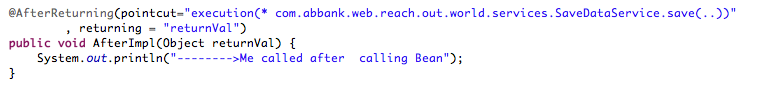 @AfterReturning(pointcut="execution(* com.abbank.web.reach.out.world.services.SaveDataService.save(..))"
, returning = "returnVal")
public void AfterImpl(Object returnVal) {
System.out.println("-------->Me called after  calling Bean");
}